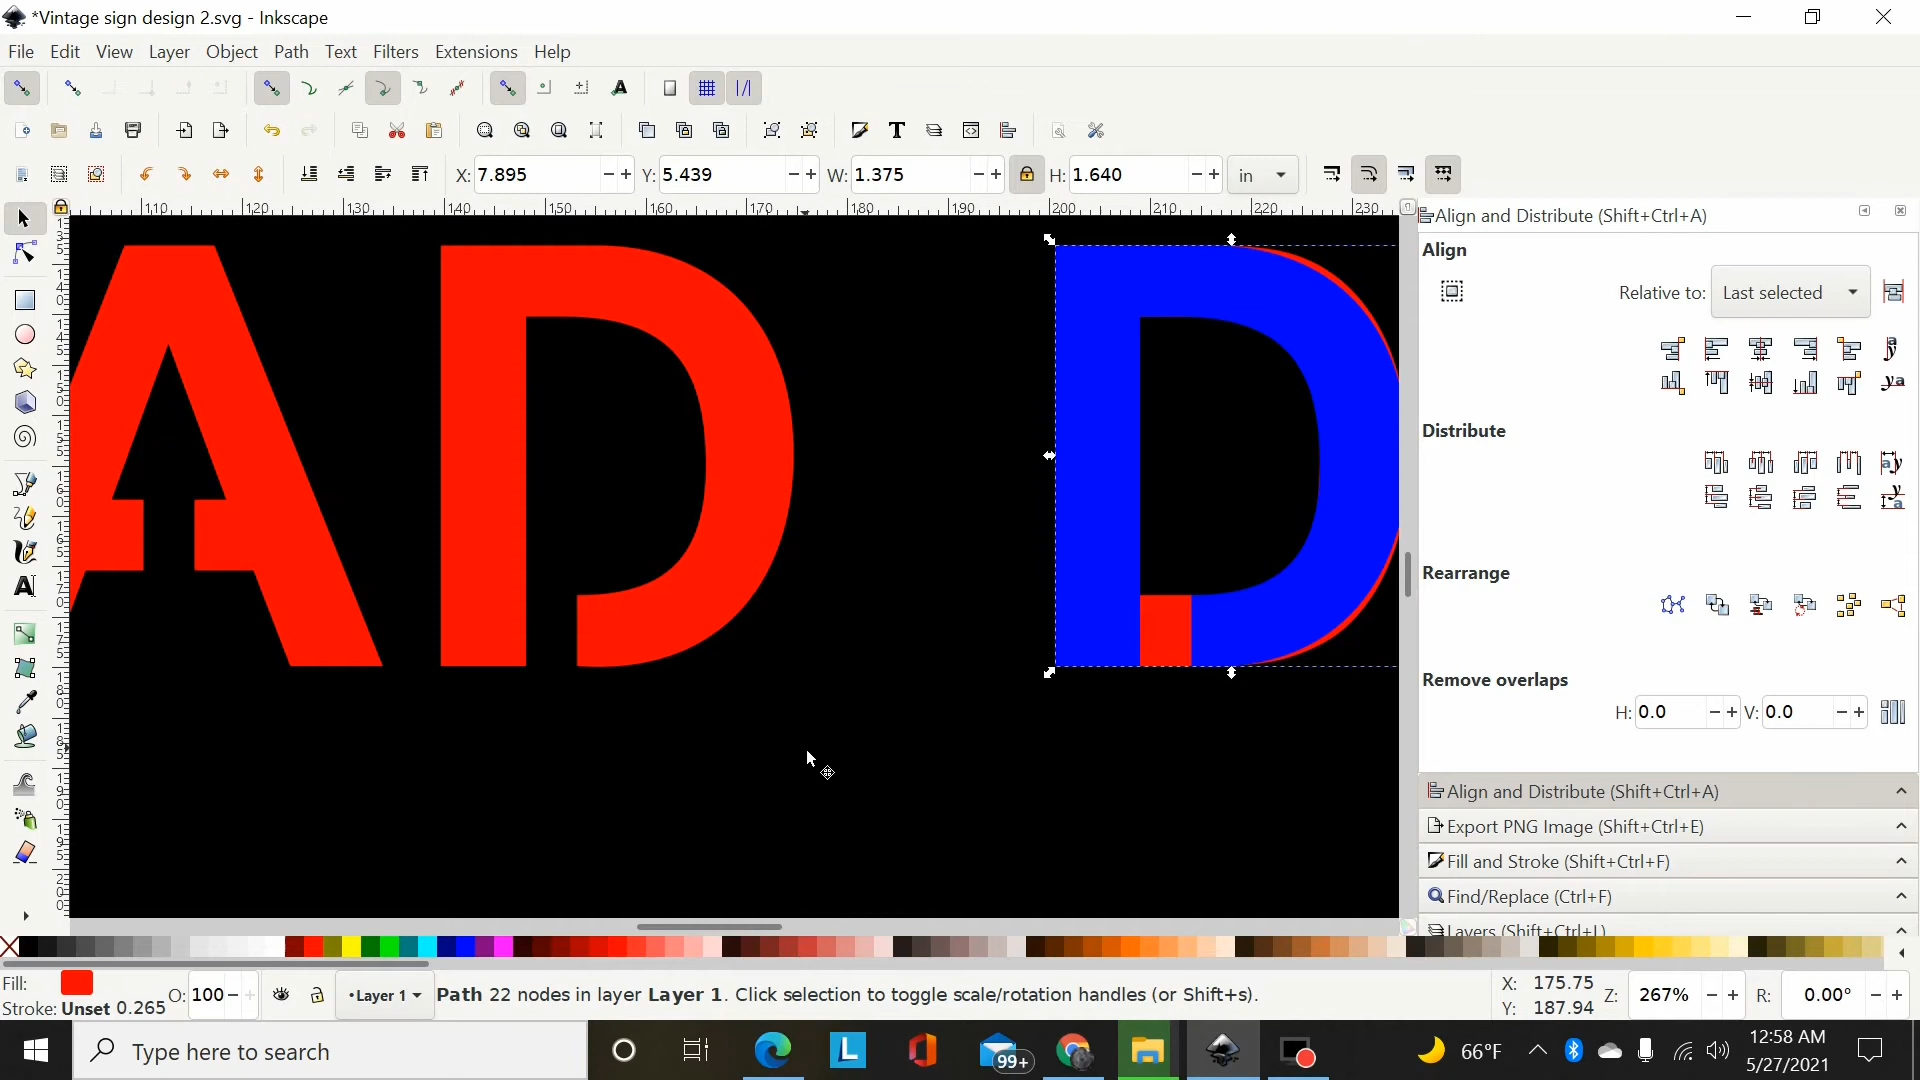 *Vintage sign design 2.svg - Inkscape
File Edit View Layer Object Path Text Filters Extensions Help
X: 7.895 Y: 5.439 W: 1.375 H: 1.640 in
110 120 130 140 150 160 170 180 190 200 210 220 230
Align and Distribute (Shift+Ctrl+A)
Align
Relative to: Last selected
Distribute
Rearrange
Remove overlaps
H: 0.0 V: 0.0
Align and Distribute (Shift+Ctrl+A)
Export PNG Image (Shift+Ctrl+E)
Fill and Stroke (Shift+Ctrl+F)
Find/Replace (Ctrl+F)
Layers (Shift+Ctrl+L)
A D D
Fill:
Stroke: Unset 0.265 O: 100 •Layer 1 Path 22 nodes in layer Layer 1. Click selection to toggle scale/rotation handles (or Shift+s).
X: 175.75
Y: 187.94
Z: 267% R: 0.00°
Type here to search
99+
66°F
12:58 AM
5/27/2021